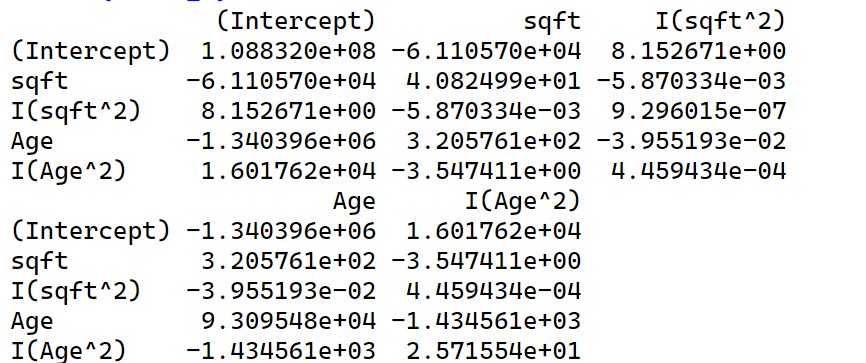 (Intercept) sqft I(sqft^2)
(Intercept) 1.088320e+08 -6.110570e+04 8.152671e+00
sqft -6.110570e+04 4.082499e+01 -5.870334e-03
I(sqft^2) 8.152671e+00 -5.870334e-03 9.296015e-07
Age -1.340396e+06 3.205761e+02 -3.955193e-02
I(Age^2) 1.601762e+04 -3.547411e+00 4.459434e-04
Age I(Age^2)
(Intercept) -1.340396e+06 1.601762e+04
sqft 3.205761e+02 -3.547411e+00
I(sqft^2) -3.955193e-02 4.459434e-04
Age 9.309548e+04 -1.434561e+03
I(Age^2) -1.434561e+03 2.571554e+01